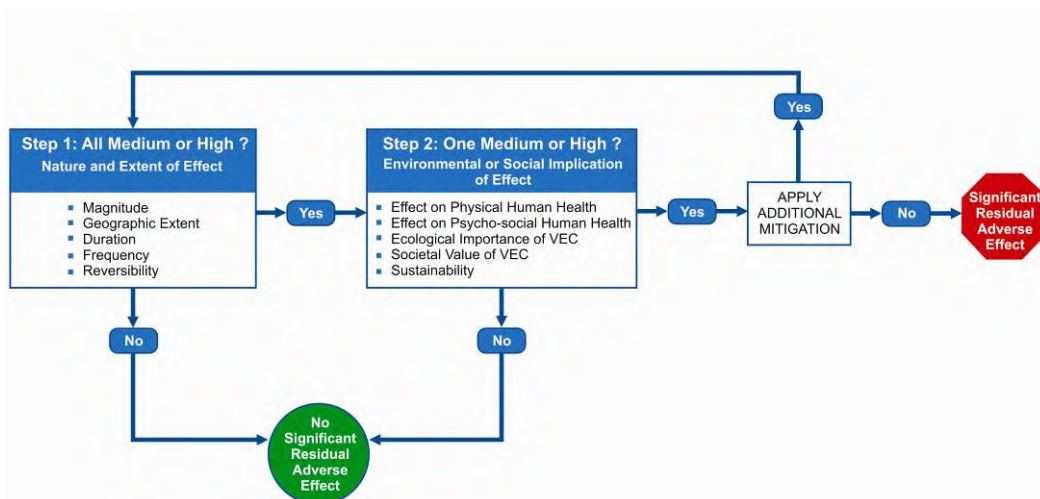 Yes
Step 1: All Medium or High ?
Nature and Extent of Effect
Magnitude
Geographic Extent
Duration
Frequency
Reversibility
Yes
Step 2: One Medium or High ?
Environmental or Social Implication
of Effect
Effect on Physical Human Health
Effect on Psycho-social Human Health
Ecological Importance of VEC
Societal Value of VEC
Sustainability
Yes
APPLY
ADDITIONAL
MITIGATION
No
Significant
Residual
Adverse
Effect
No
No
No
Significant
Residual
Adverse
Effect